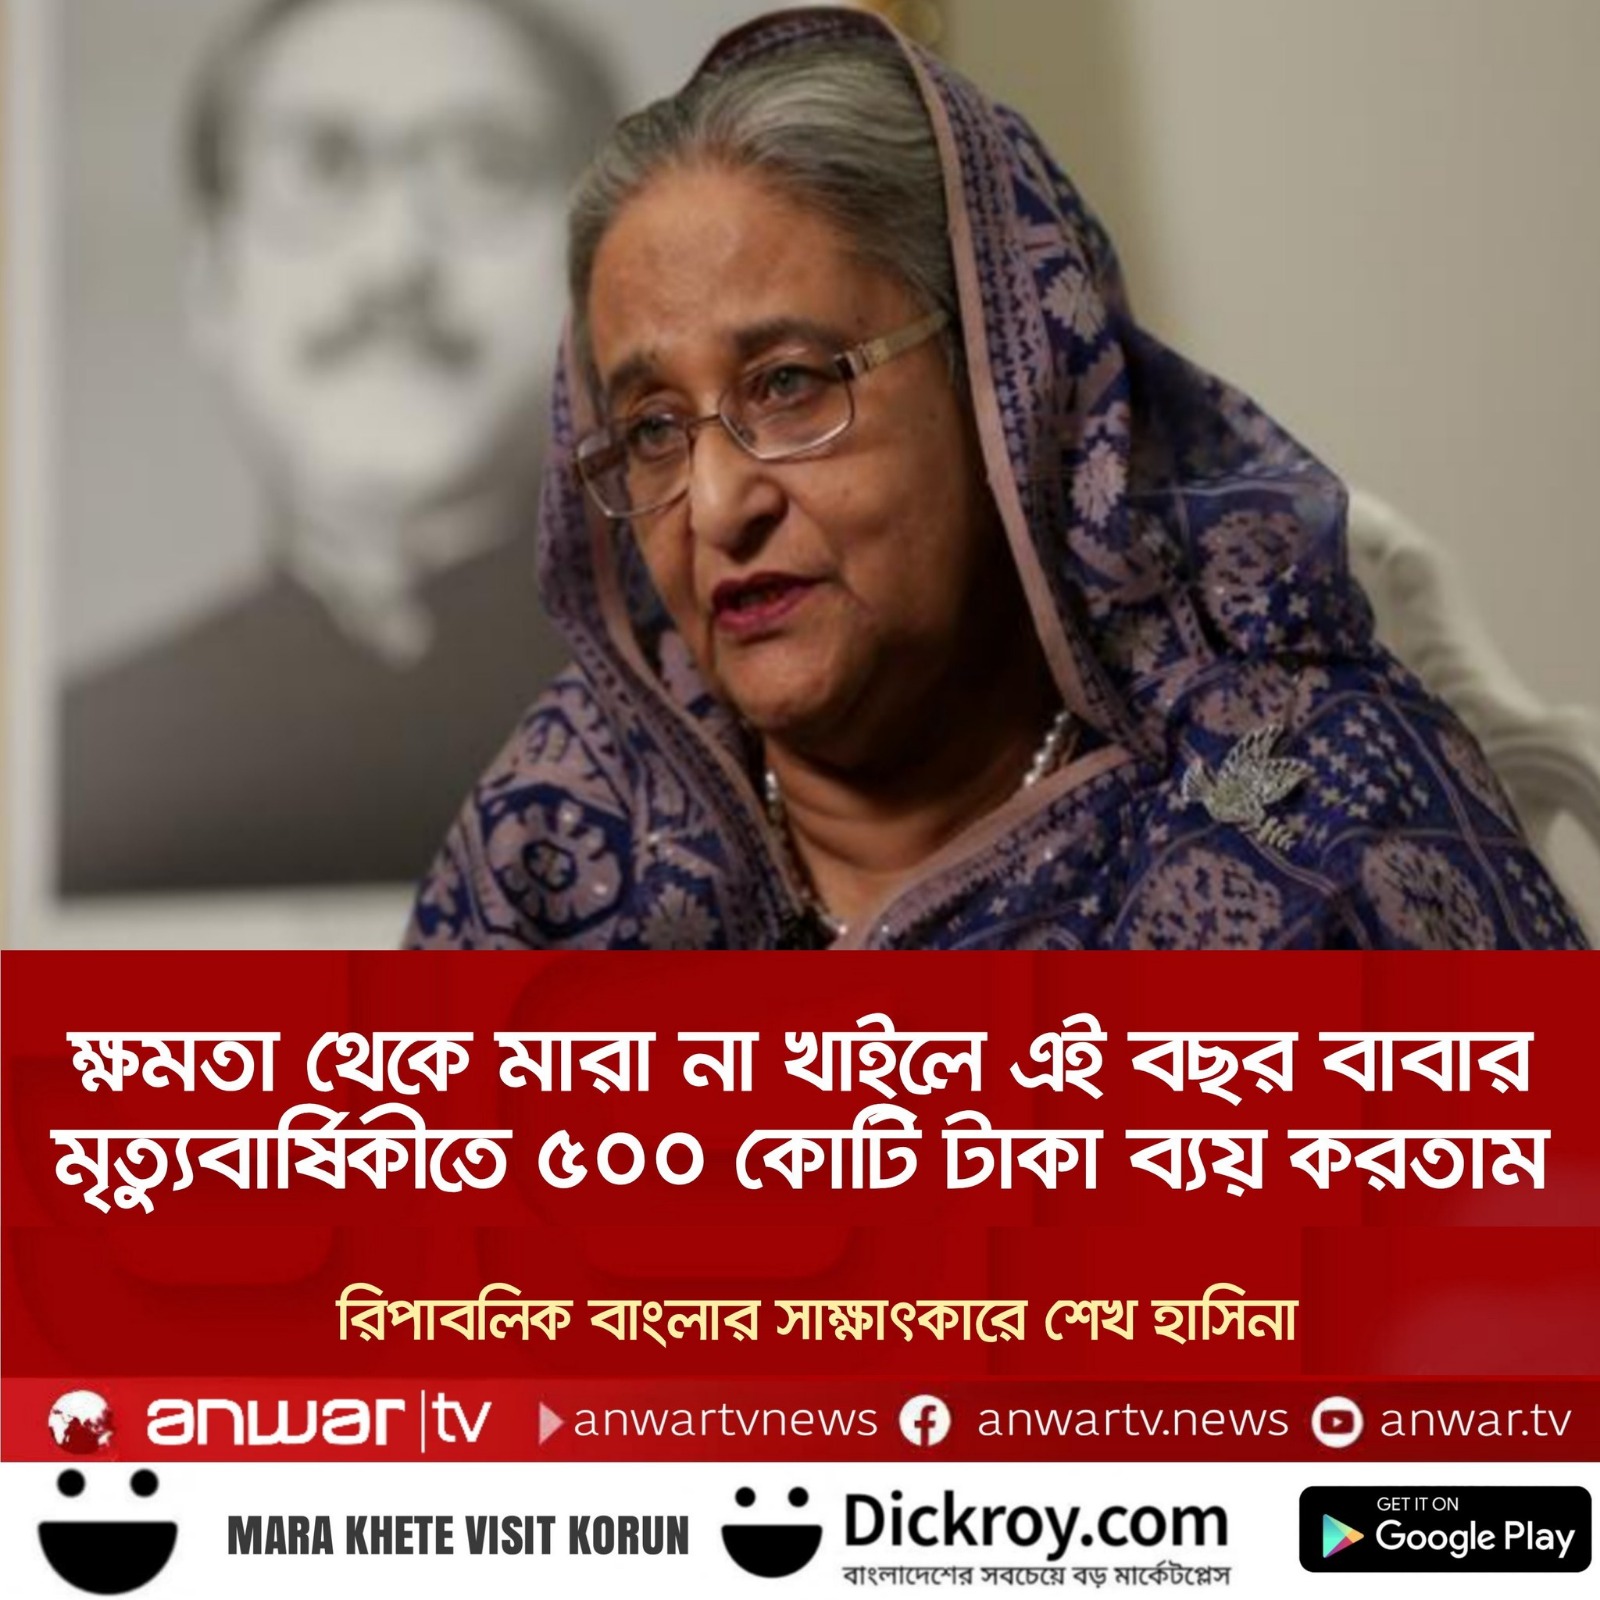 ক্ষমতা থেকে মারা না খাইলে এই বছর বাবার
মৃত্যুবার্ষিকীতে ৫০০ কোটি টাকা ব্যয় করতাম
রিপাবলিক বাংলার সাক্ষাৎকারে শেখ হাসিনা
anwar|tv anwartvnews anwartv.news anwar.tv
MARA KHETE VISIT KORUN Dickroy.com GET IT ON Google Play
বাংলাদেশের সবচেয়ে বড় মার্কেটপ্লেস